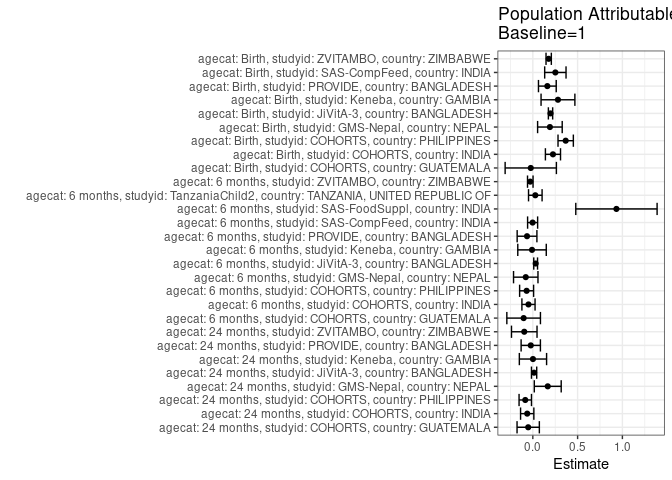 Population Attributable
Baseline=1
agecat: Birth, studyid: ZVITAMBO, country: ZIMBABWE
agecat: Birth, studyid: SAS-CompFeed, country: INDIA
agecat: Birth, studyid: PROVIDE, country: BANGLADESH
agecat: Birth, studyid: Keneba, country: GAMBIA
agecat: Birth, studyid: JiVitA-3, country: BANGLADESH
agecat: Birth, studyid: GMS-Nepal, country: NEPAL
agecat: Birth, studyid: COHORTS, country: PHILIPPINES
agecat: Birth, studyid: COHORTS, country: INDIA
agecat: Birth, studyid: COHORTS, country: GUATEMALA
agecat: 6 months, studyid: ZVITAMBO, country: ZIMBABWE
agecat: 6 months, studyid: TanzaniaChild2, country: TANZANIA, UNITED REPUBLIC OF
agecat: 6 months, studyid: SAS-FoodSuppl, country: INDIA
agecat: 6 months, studyid: SAS-CompFeed, country: INDIA
agecat: 6 months, studyid: PROVIDE, country: BANGLADESH
agecat: 6 months, studyid: Keneba, country: GAMBIA
agecat: 6 months, studyid: JiVitA-3, country: BANGLADESH
agecat: 6 months, studyid: GMS-Nepal, country: NEPAL
agecat: 6 months, studyid: COHORTS, country: PHILIPPINES
agecat: 6 months, studyid: COHORTS, country: INDIA
agecat: 6 months, studyid: COHORTS, country: GUATEMALA
agecat: 24 months, studyid: ZVITAMBO, country: ZIMBABWE
agecat: 24 months, studyid: PROVIDE, country: BANGLADESH
agecat: 24 months, studyid: Keneba, country: GAMBIA
agecat: 24 months, studyid: JiVitA-3, country: BANGLADESH
agecat: 24 months, studyid: GMS-Nepal, country: NEPAL
agecat: 24 months, studyid: COHORTS, country: PHILIPPINES
agecat: 24 months, studyid: COHORTS, country: INDIA
agecat: 24 months, studyid: COHORTS, country: GUATEMALA
0.0 0.5 1.0
Estimate